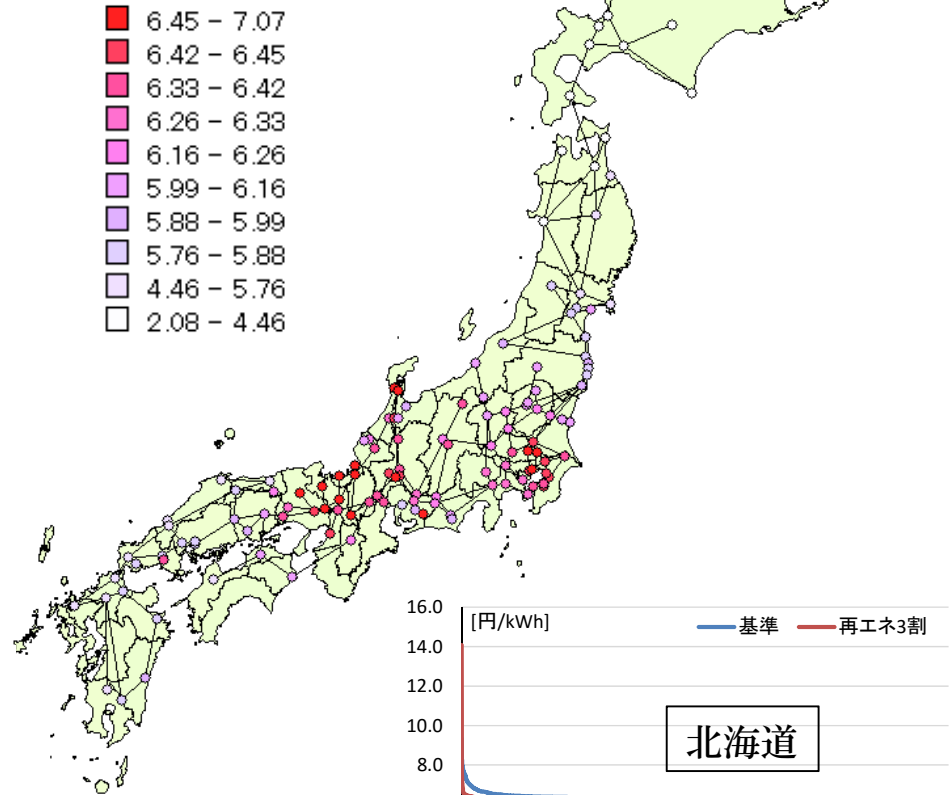 6.45 – 7.07
6.42 – 6.45
6.33 – 6.42
6.26 – 6.33
6.16 – 6.26
5.99 – 6.16
5.88 – 5.99
5.76 – 5.88
4.46 – 5.76
2.08 – 4.46
16.0
[円/kWh]
基準
再エネ3割
14.0
12.0
10.0
北海道
8.0